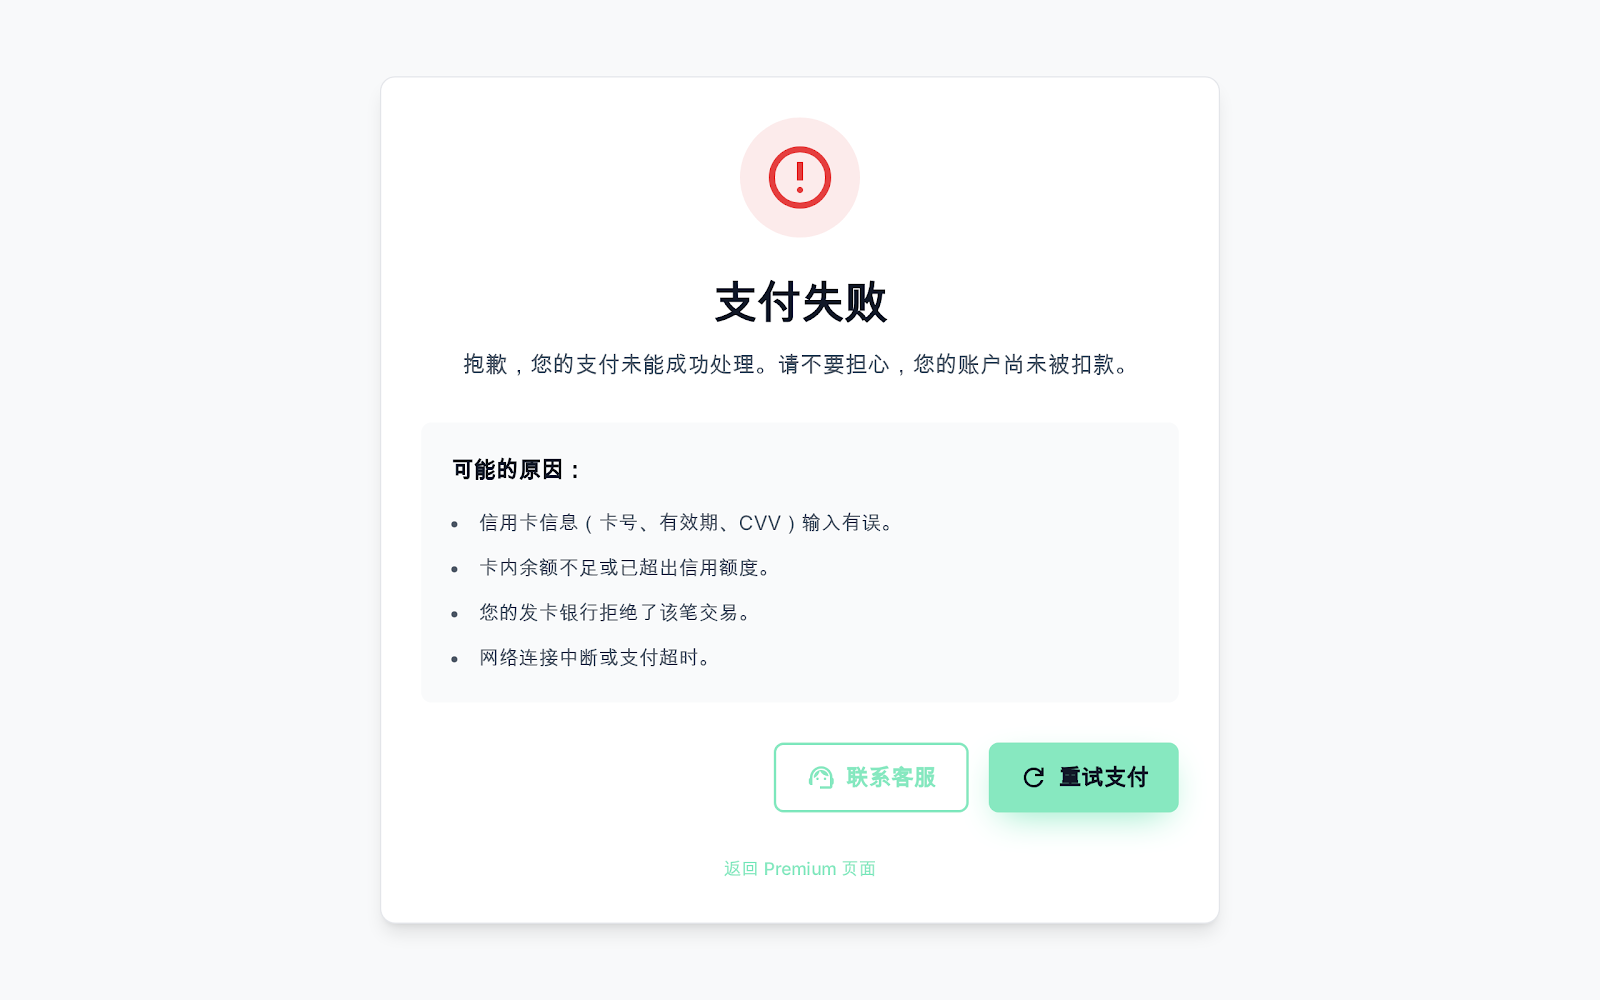 支付失败
抱歉，您的支付未能成功处理。请不要担心，您的账户尚未被扣款。
可能的原因：
• 信用卡信息（卡号、有效期、CVV）输入有误。
• 卡内余额不足或已超出信用额度。
• 您的发卡银行拒绝了该笔交易。
• 网络连接中断或支付超时。
联系客服
重试支付
返回 Premium 页面